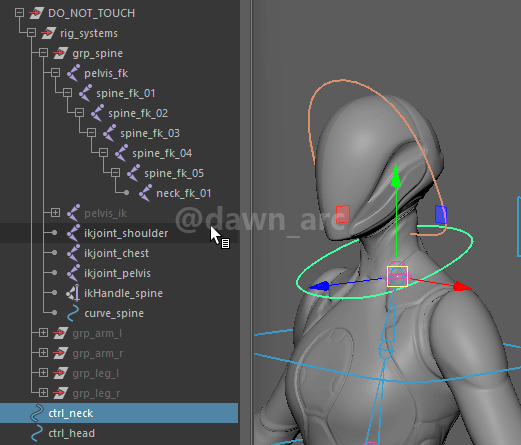 DO_NOT_TOUCH
rig_systems
grp_spine
pelvis_fk
spine_fk_01
spine_fk_02
spine_fk_03
spine_fk_04
spine_fk_05
neck_fk_01
pelvis_ik
@dawn_arc
ikjoint_shoulder
ikjoint_chest
ikjoint_pelvis
ikHandle_spine
curve_spine
grp_arm_l
grp_arm_r
grp_leg_l
grp_leg_r
ctrl_neck
ctrl_head